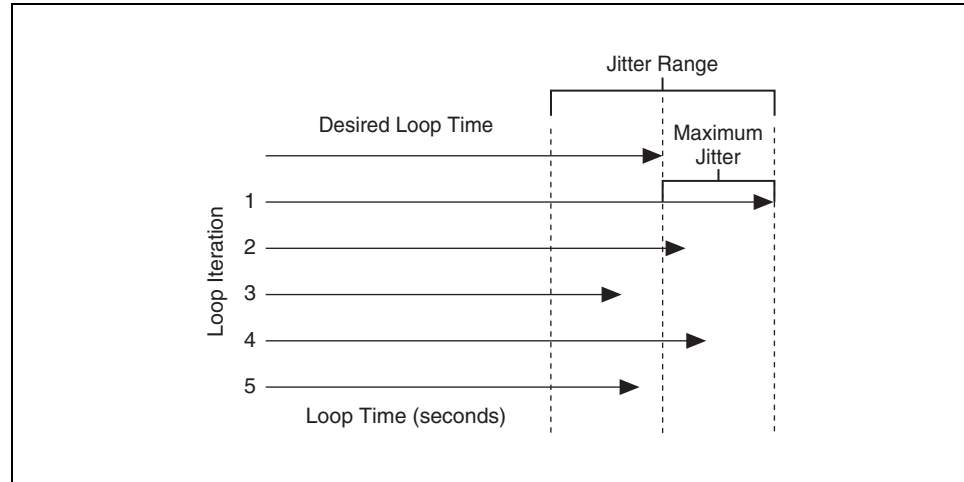 Jitter Range
Desired Loop Time
Maximum
Jitter
Loop Iteration
1
2
3
4
5
Loop Time (seconds)